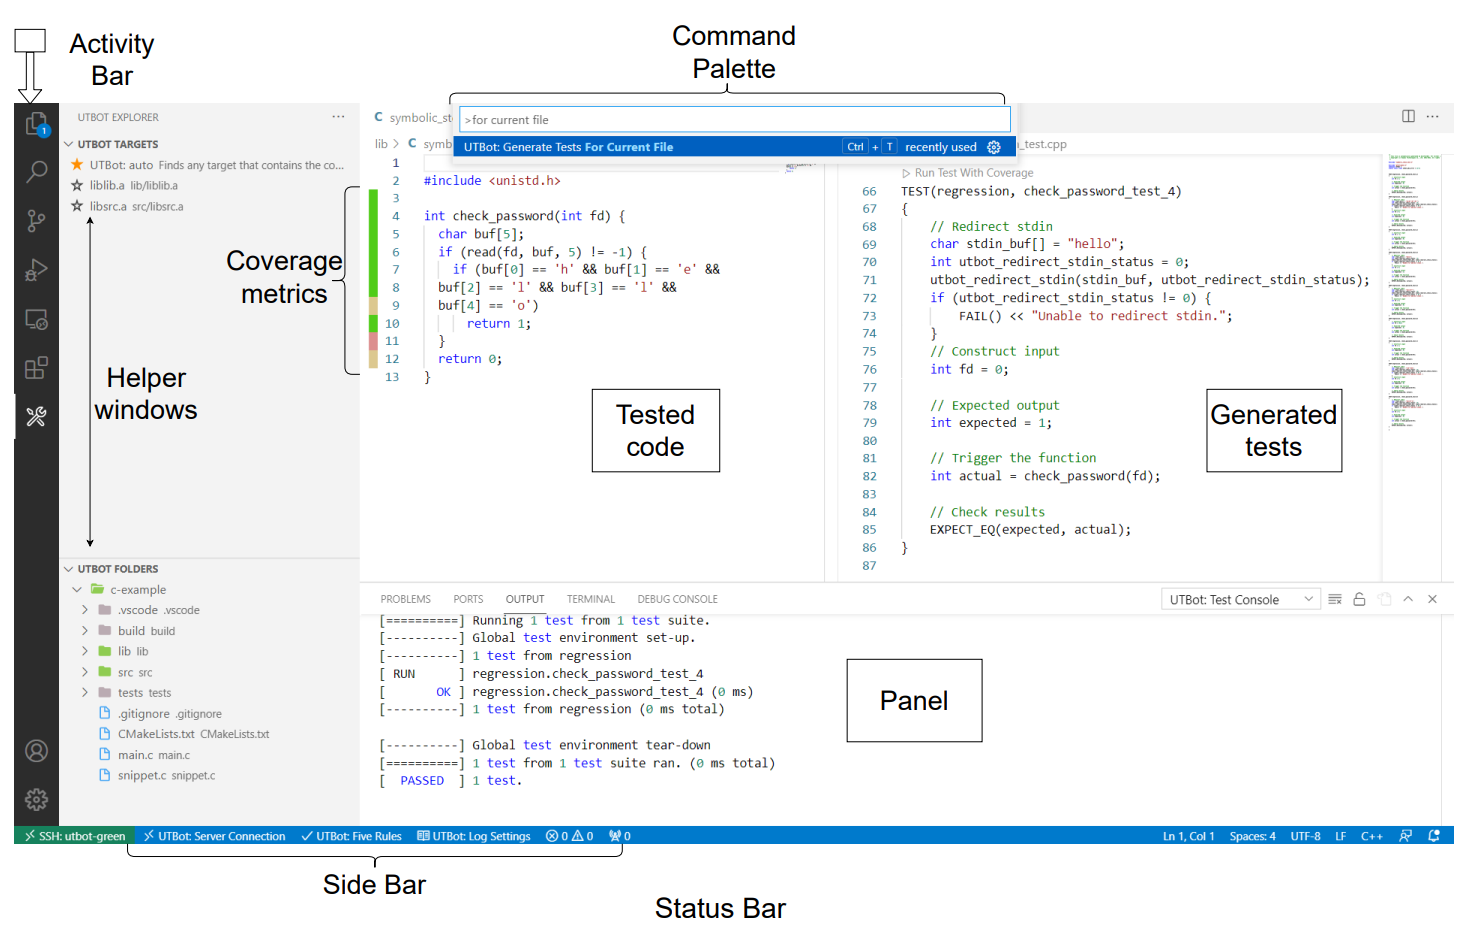 Activity
Bar
Command
Palette
1
UTBOT EXPLORER
UTBOT TARGETS
UTBot: auto Finds any target that contains the co...
liblib.a lib/liblib.a
libsrc.a src/libsrc.a
Coverage
metrics
Helper
windows
UTBOT FOLDERS
c-example
.vscode .vscode
build build
lib lib
src src
tests tests
.gitignore .gitignore
CMakeLists.txt CMakeLists.txt
main.c main.c
snippet.c snippet.c
C symbolic_st
>for current file
lib > C symb
UTBot: Generate Tests For Current File Ctrl + T recently used
_test.cpp
1
2 #include <unistd.h>
3
4 int check_password(int fd) {
5 char buf[5];
6 if (read(fd, buf, 5) != -1) {
7 if (buf[0] == 'h' && buf[1] == 'e' &&
8 buf[2] == 'l' && buf[3] == 'l' &&
9 buf[4] == 'o')
10 return 1;
11 }
12 return 0;
13 }
Tested
code
Run Test With Coverage
66 TEST(regression, check_password_test_4)
67 {
68 // Redirect stdin
69 char stdin_buf[] = "hello";
70 int utbot_redirect_stdin_status = 0;
71 utbot_redirect_stdin(stdin_buf, utbot_redirect_stdin_status);
72 if (utbot_redirect_stdin_status != 0) {
73 FAIL() << "Unable to redirect stdin.";
74 }
75 // Construct input
76 int fd = 0;
77
78 // Expected output
79 int expected = 1;
80
81 // Trigger the function
82 int actual = check_password(fd);
83
84 // Check results
85 EXPECT_EQ(expected, actual);
86 }
87
Generated
tests
PROBLEMS PORTS OUTPUT TERMINAL DEBUG CONSOLE
UTBot: Test Console
[==========] Running 1 test from 1 test suite.
[----------] Global test environment set-up.
[----------] 1 test from regression
[ RUN      ] regression.check_password_test_4
[       OK ] regression.check_password_test_4 (0 ms)
[----------] 1 test from regression (0 ms total)
[----------] Global test environment tear-down
[==========] 1 test from 1 test suite ran. (0 ms total)
[  PASSED  ] 1 test.
Panel
SSH: utbot-green UTBot: Server Connection UTBot: Five Rules UTBot: Log Settings 0 0 0
Ln 1, Col 1 Spaces: 4 UTF-8 LF C++
Side Bar
Status Bar